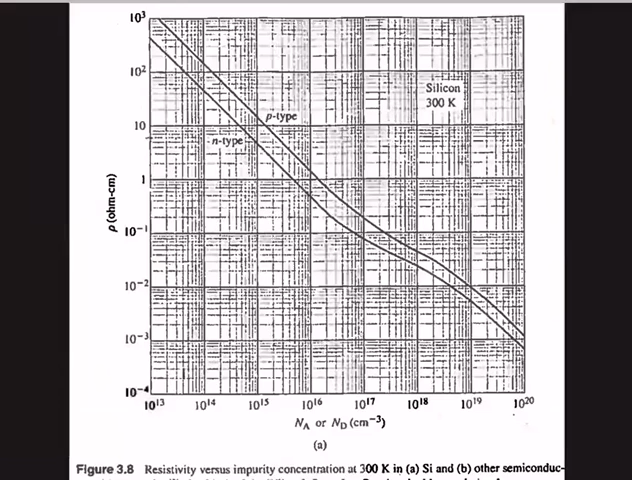 10³
10²
10
1
10⁻¹
10⁻²
10⁻³
10⁻⁴
ρ (ohm-cm)
Silicon
300 K
p-type
n-type
10¹³ 10¹⁴ 10¹⁵ 10¹⁶ 10¹⁷ 10¹⁸ 10¹⁹ 10²⁰
N_A or N_D (cm⁻³)
(a)
Figure 3.8 Resistivity versus impurity concentration at 300 K in (a) Si and (b) other semiconduc-